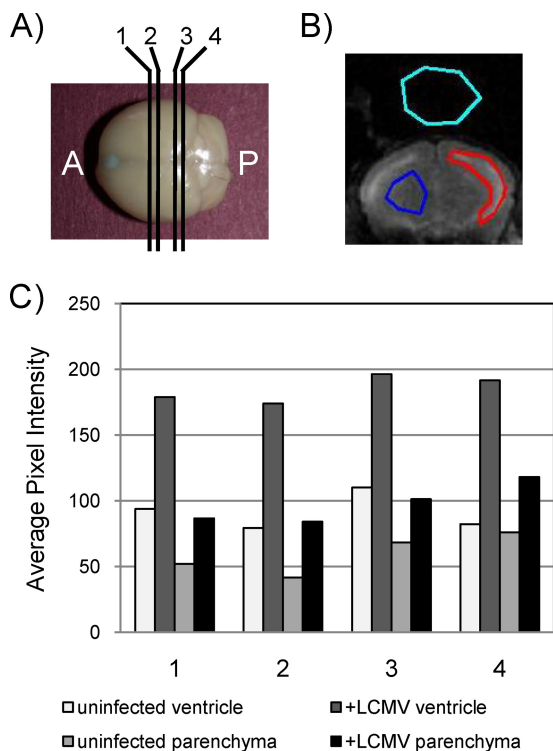 A)
1 2 3 4
A P
B)
C)
Average Pixel Intensity
250
200
150
100
50
0
1 2 3 4
uninfected ventricle +LCMV ventricle
uninfected parenchyma +LCMV parenchyma